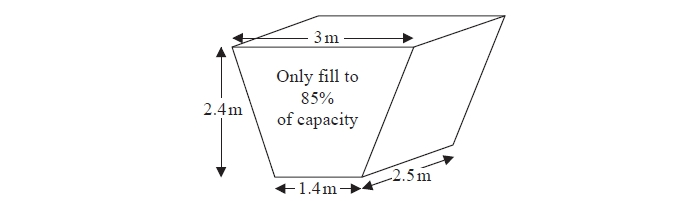 3 m
Only fill to
85%
of capacity
2.4 m
2.5 m
1.4 m